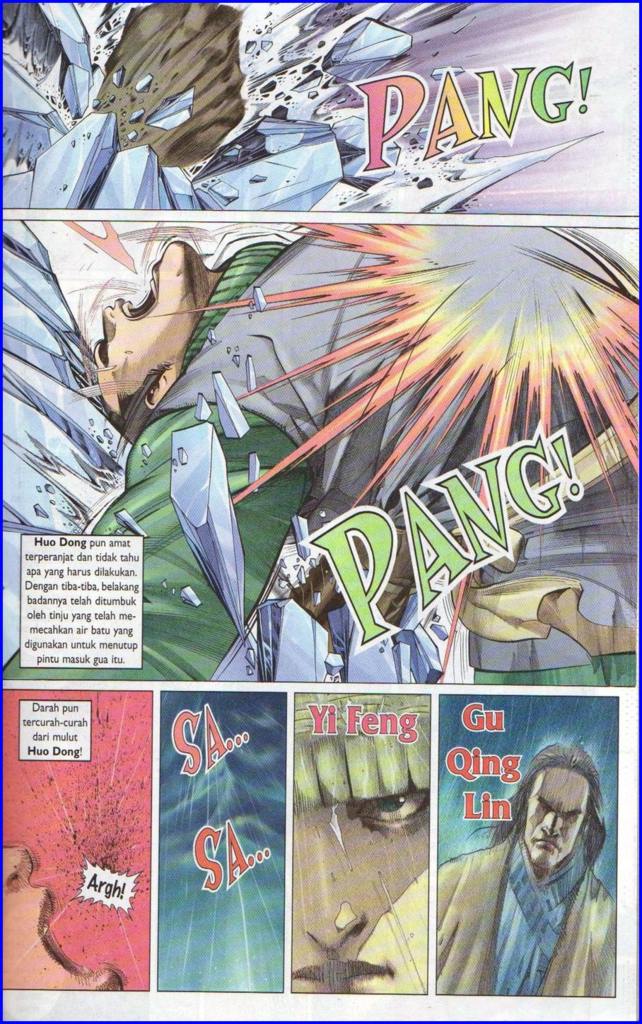 PANG!
PANG!
Huo Dong pun amat
terperanjat dan tidak tahu
apa yang harus dilakukan.
Dengan tiba-tiba, belakang
badannya telah ditumbuk
oleh tinju yang telah me-
mecahkan air batu yang
digunakan untuk menutup
pintu masuk gua itu.
Darah pun
tercurah-curah
dari mulut
Huo Dong!
Argh!
SA...
SA...
Yi Feng
Gu
Qing
Lin